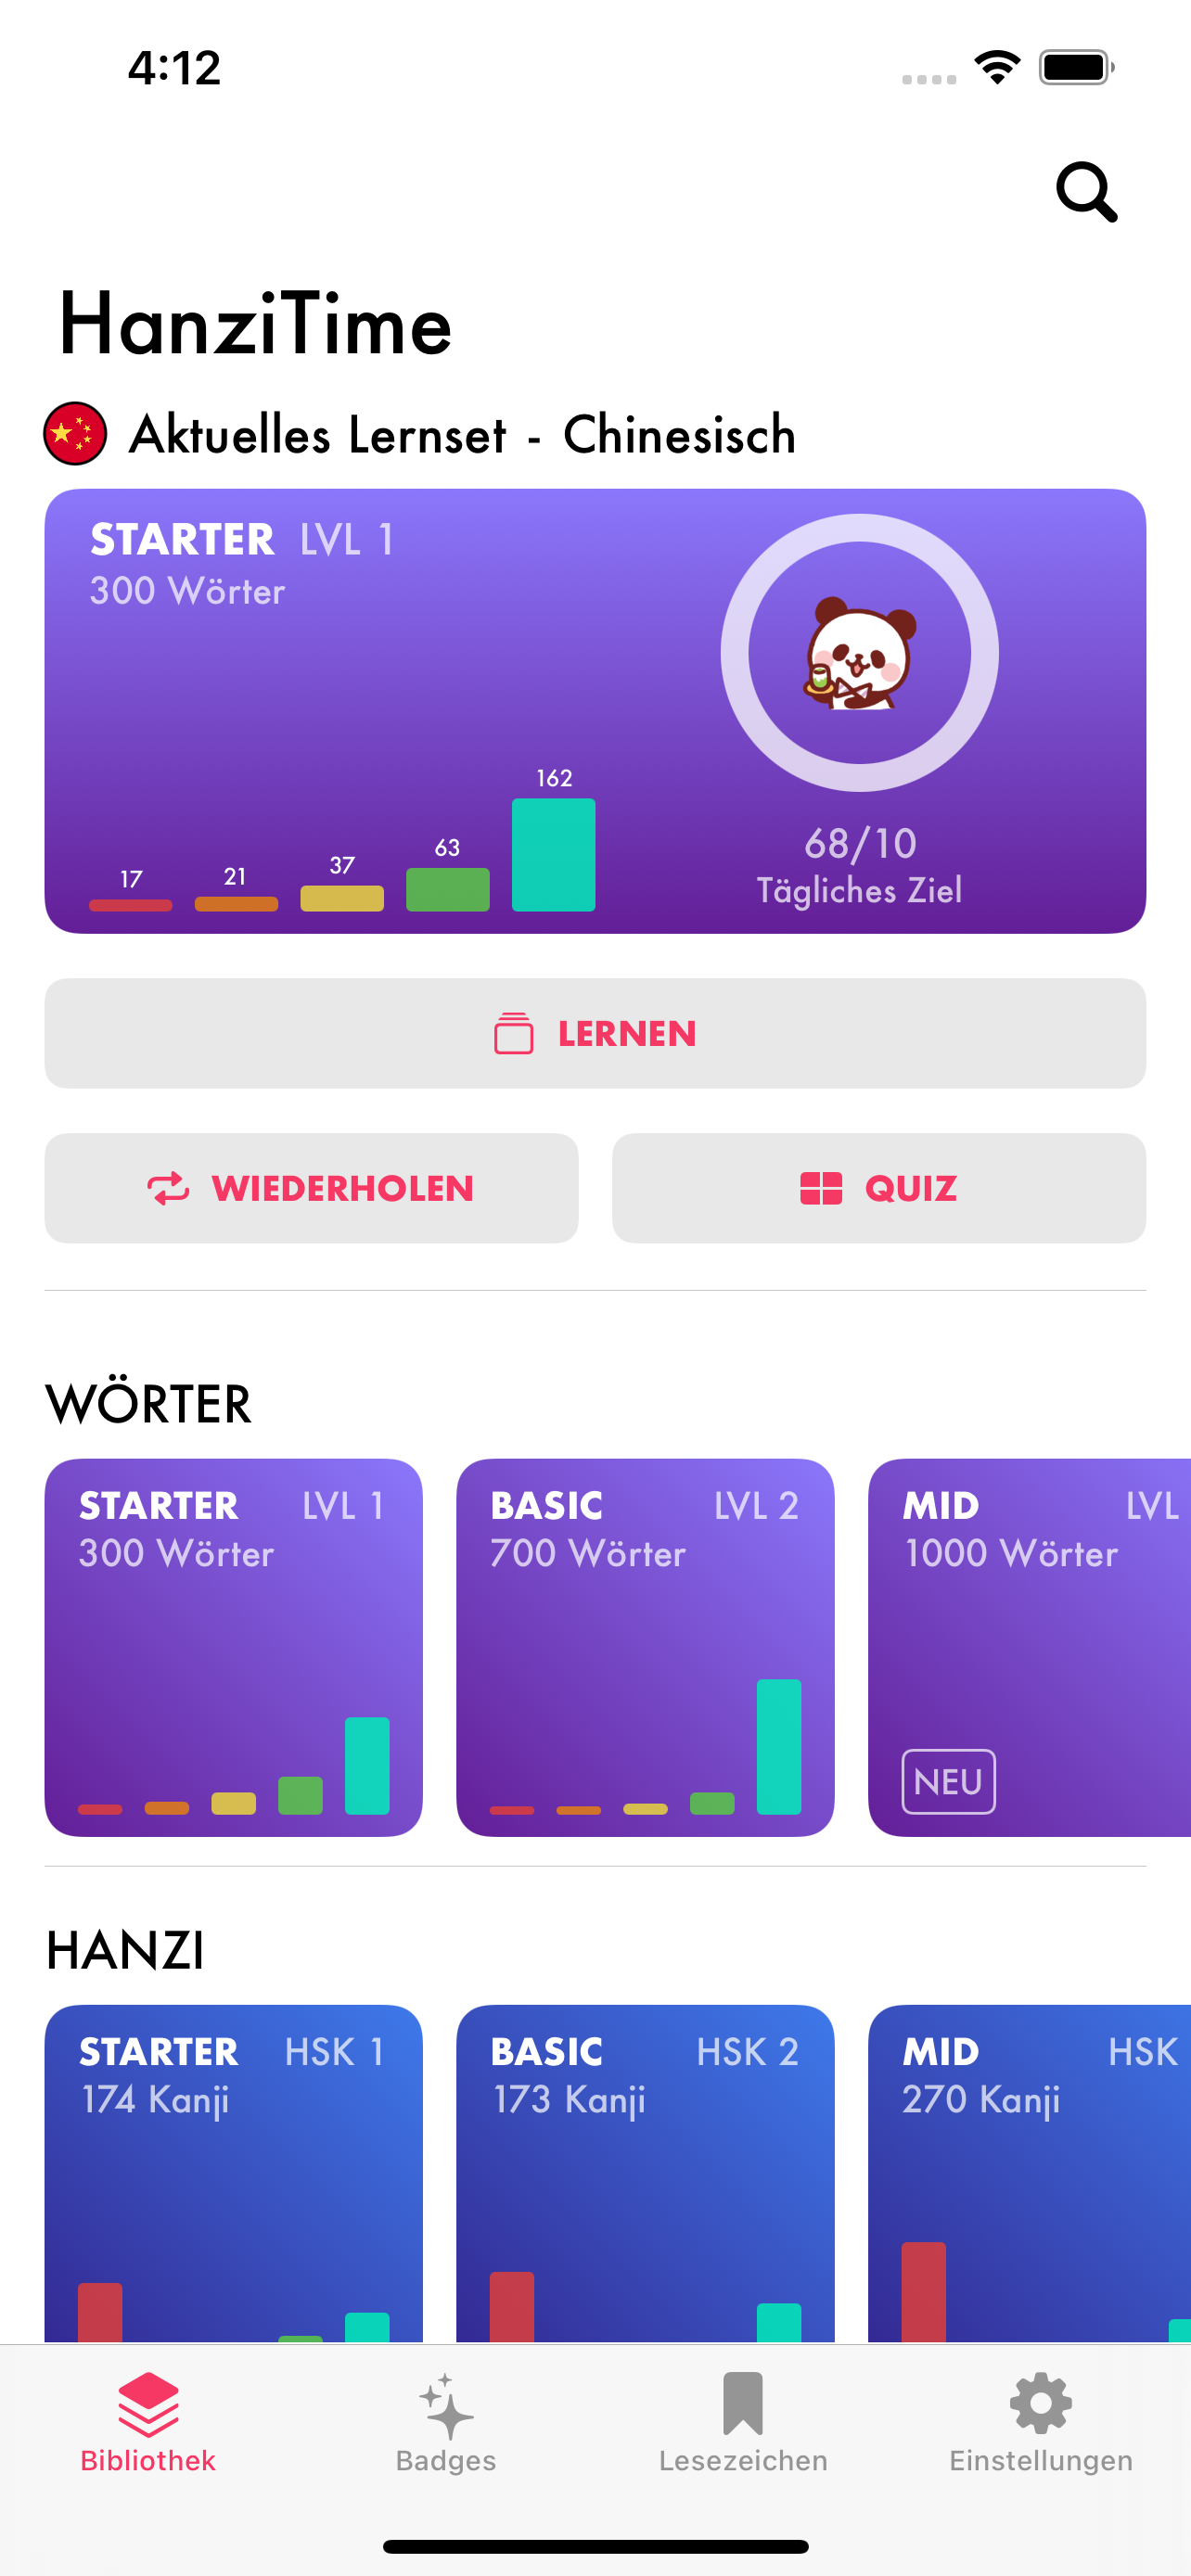 4:12
HanziTime
Aktuelles Lernset - Chinesisch
STARTER LVL 1
300 Wörter
17 21 37 63 162
68/10
Tägliches Ziel
LERNEN
WIEDERHOLEN QUIZ
WÖRTER
STARTER LVL 1 BASIC LVL 2 MID LVL
300 Wörter 700 Wörter 1000 Wörter
NEU
HANZI
STARTER HSK 1 BASIC HSK 2 MID HSK
174 Kanji 173 Kanji 270 Kanji
Bibliothek Badges Lesezeichen Einstellungen